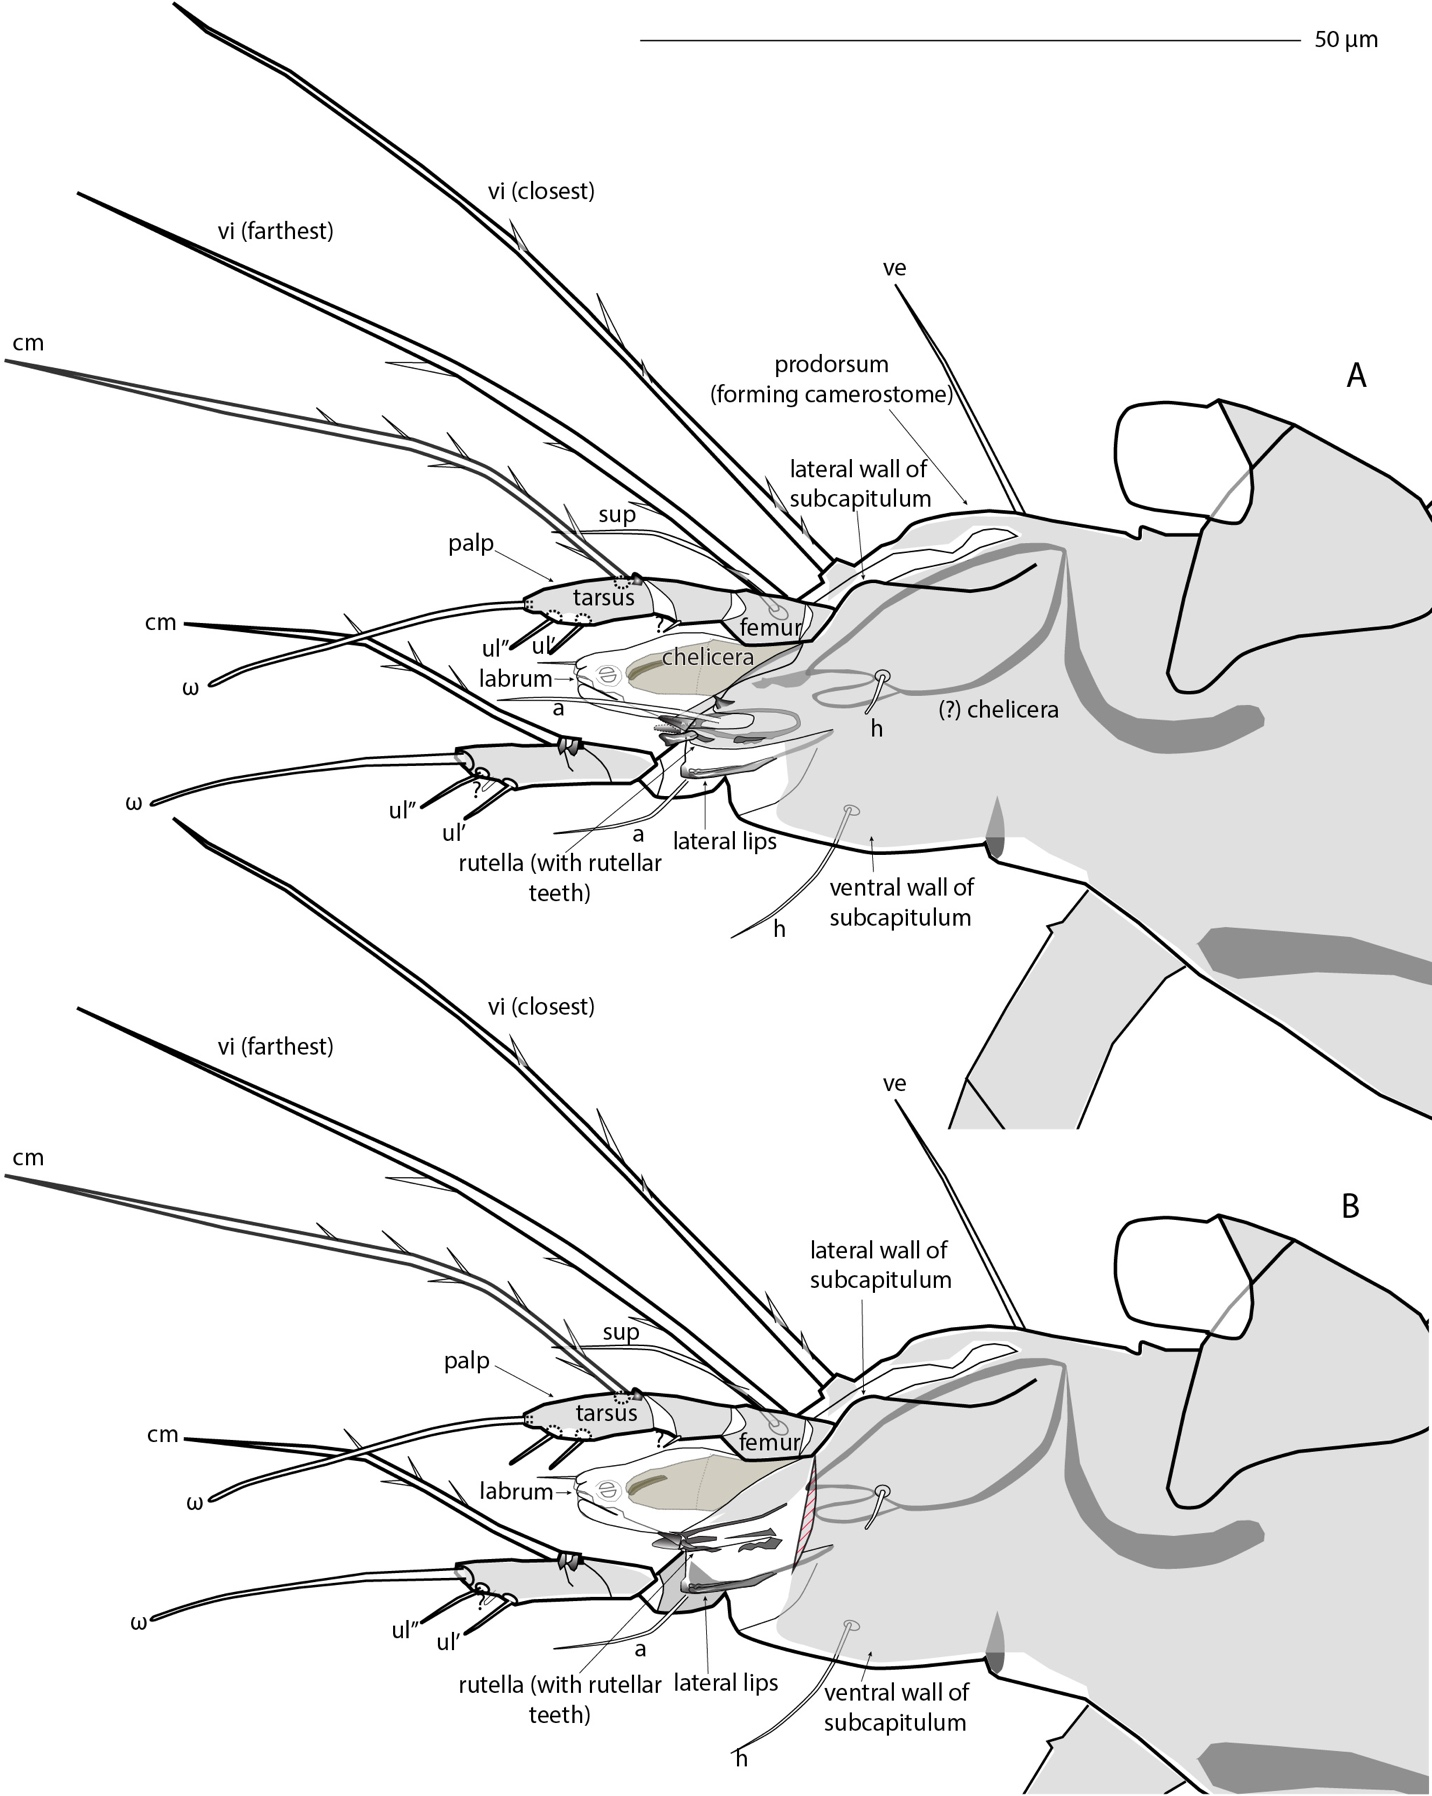 50 µm
vi (closest)
vi (farthest)
ve
cm
prodorsum
(forming camerostome)
A
lateral wall of
subcapitulum
sup
palp
tarsus
cm
?
femur
ul″
ul′
chelicera
labrum
ω
a
(?) chelicera
h
?
ω
ul″
ul′
a
lateral lips
rutella (with rutellar
teeth)
ventral wall of
subcapitulum
h
vi (closest)
vi (farthest)
ve
cm
B
lateral wall of
subcapitulum
sup
palp
tarsus
cm
?
femur
labrum
ω
?
ω
ul″
ul′
a
rutella (with rutellar
teeth)
lateral lips
ventral wall of
subcapitulum
h